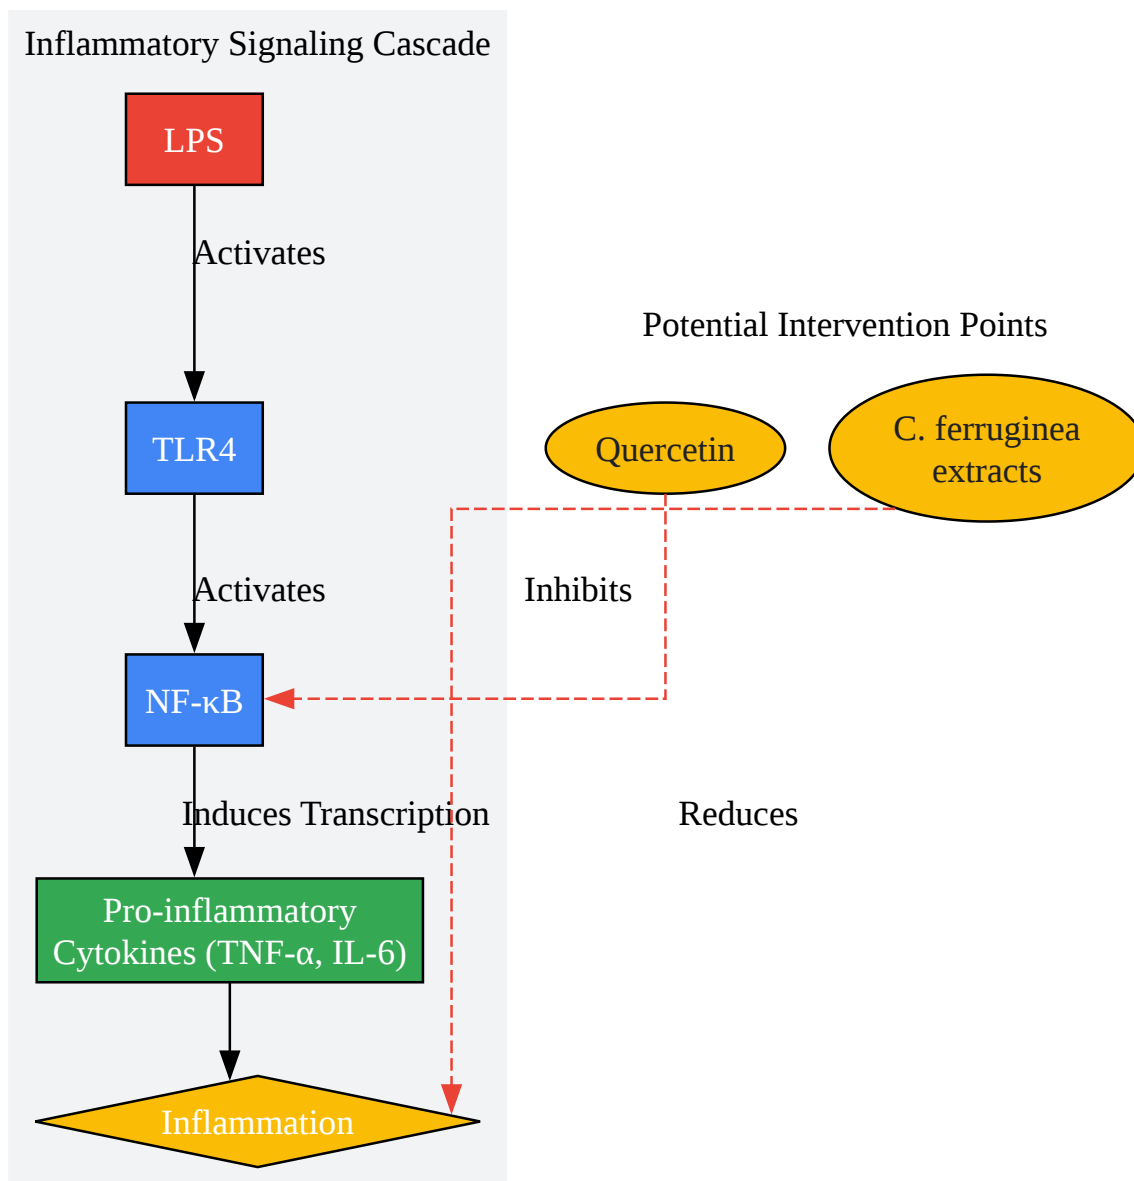 Inflammatory Signaling Cascade
LPS
Activates
Potential Intervention Points
TLR4
Quercetin
C. ferruginea
extracts
Activates
Inhibits
NF-κB
Induces Transcription
Reduces
Pro-inflammatory
Cytokines (TNF-α, IL-6)
Inflammation